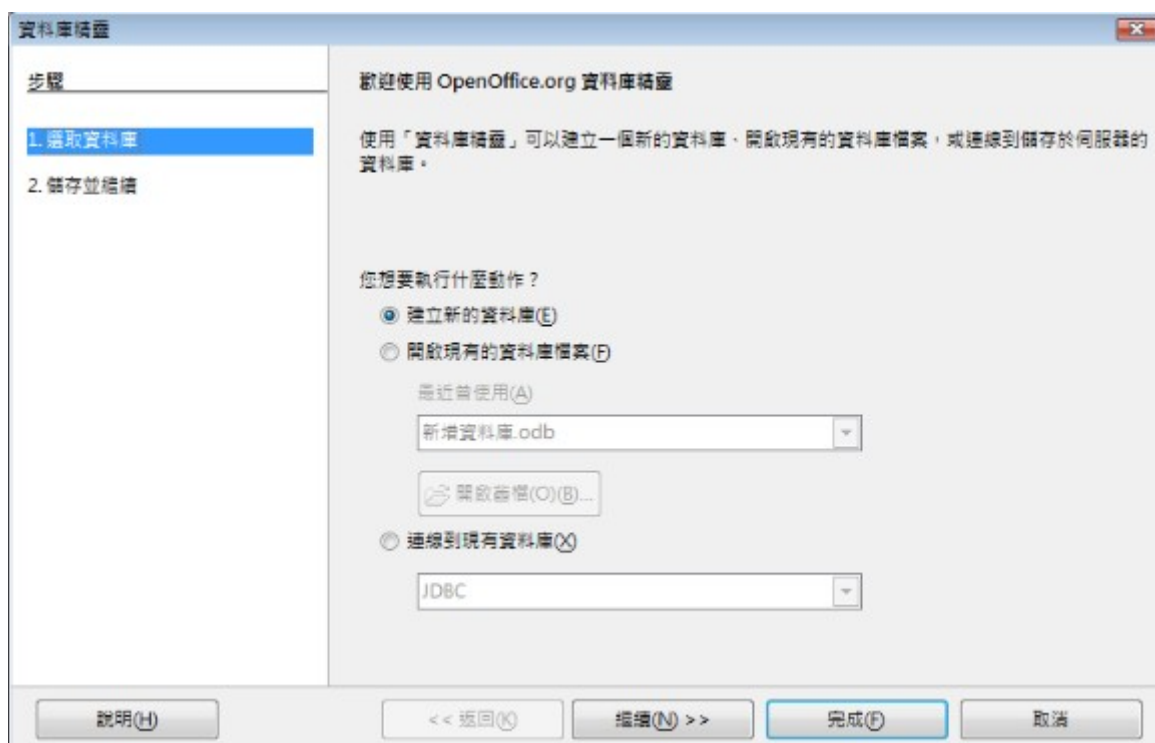 資料庫精靈
步驟
1. 選取資料庫
2. 儲存並繼續
歡迎使用 OpenOffice.org 資料庫精靈
使用「資料庫精靈」可以建立一個新的資料庫、開啟現有的資料庫檔案，或連線到儲存於伺服器的
資料庫。
您想要執行什麼動作？
建立新的資料庫(E)
開啟現有的資料庫檔案(F)
最近曾使用(A)
新增資料庫.odb
開啟舊檔(O)(B)...
連線到現有資料庫(X)
JDBC
說明(H)
<< 返回(K)
繼續(N) >>
完成(F)
取消